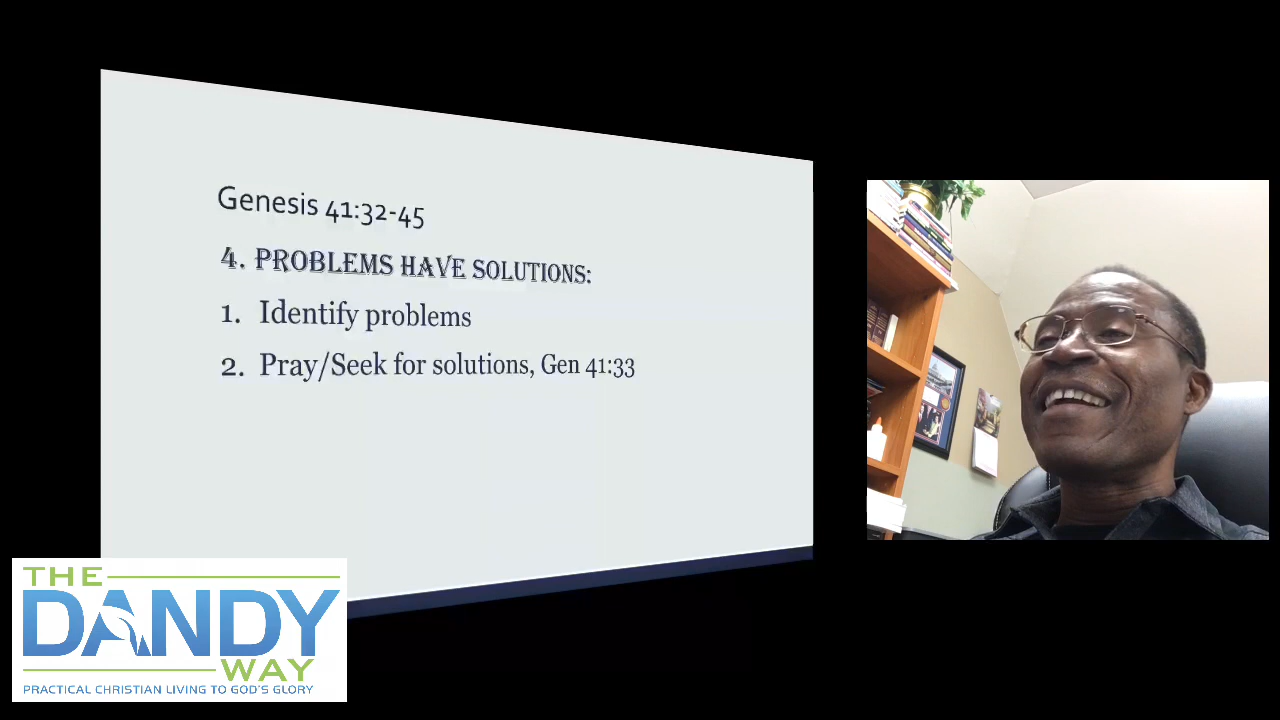 Genesis 41:32-45
4. PROBLEMS HAVE SOLUTIONS:
1. Identify problems
2. Pray/Seek for solutions, Gen 41:33
THE
DANDY
WAY
PRACTICAL CHRISTIAN LIVING TO GOD'S GLORY